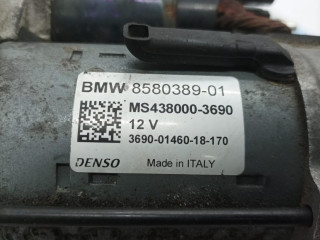 BMW 8580389-01
MS438000-3690
12 V
3690-01460-18-170
DENSO Made in ITALY